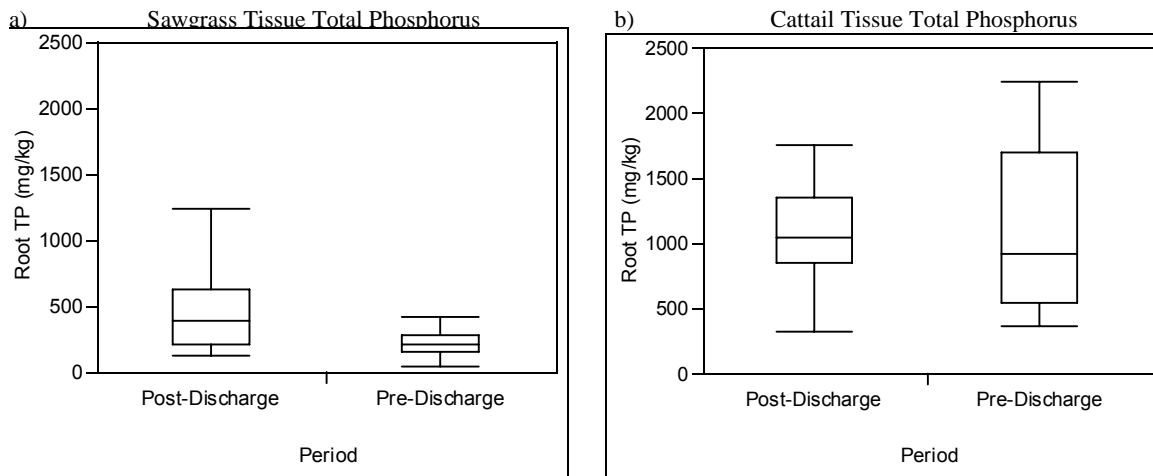 a) Sawgrass Tissue Total Phosphorus
2500
2000
1500
1000
500
0
Root TP (mg/kg)
Post-Discharge Pre-Discharge
Period
b) Cattail Tissue Total Phosphorus
2500
2000
1500
1000
500
0
Root TP (mg/kg)
Post-Discharge Pre-Discharge
Period